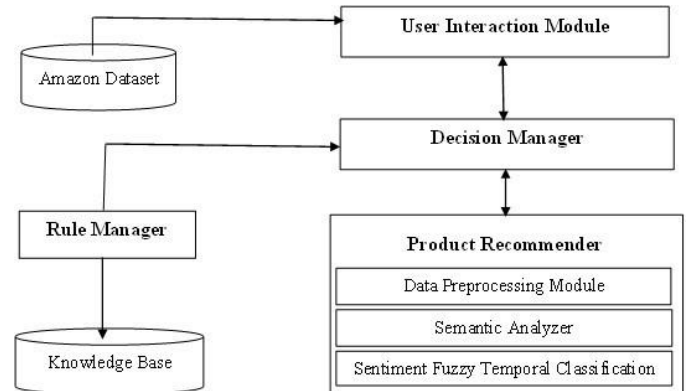 User Interaction Module
Amazon Dataset
Decision Manager
Rule Manager
Product Recommender
Data Preprocessing Module
Semantic Analyzer
Knowledge Base
Sentiment Fuzzy Temporal Classification